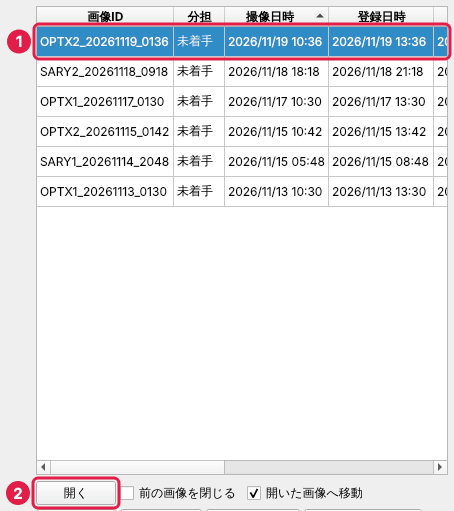 画像ID 分担 撮像日時 登録日時
1 OPTX2_20261119_0136 未着手 2026/11/19 10:36 2026/11/19 13:36 20
SARY2_20261118_0918 未着手 2026/11/18 18:18 2026/11/18 21:18 20
OPTX1_20261117_0130 未着手 2026/11/17 10:30 2026/11/17 13:30 20
OPTX2_20261115_0142 未着手 2026/11/15 10:42 2026/11/15 13:42 20
SARY1_20261114_2048 未着手 2026/11/15 05:48 2026/11/15 08:48 20
OPTX1_20261113_0130 未着手 2026/11/13 10:30 2026/11/13 13:30 20
2 開く 前の画像を閉じる 開いた画像へ移動